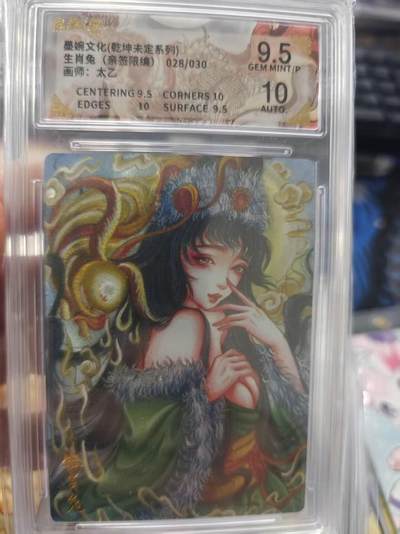 曼婉文化(乾坤未定系列)
生肖兔（亲签限编）028/030
画师：太乙
CENTERING 9.5 CORNERS 10
EDGES 10 SURFACE 9.5
9.5
GEM MINT/P
10
AUTO.